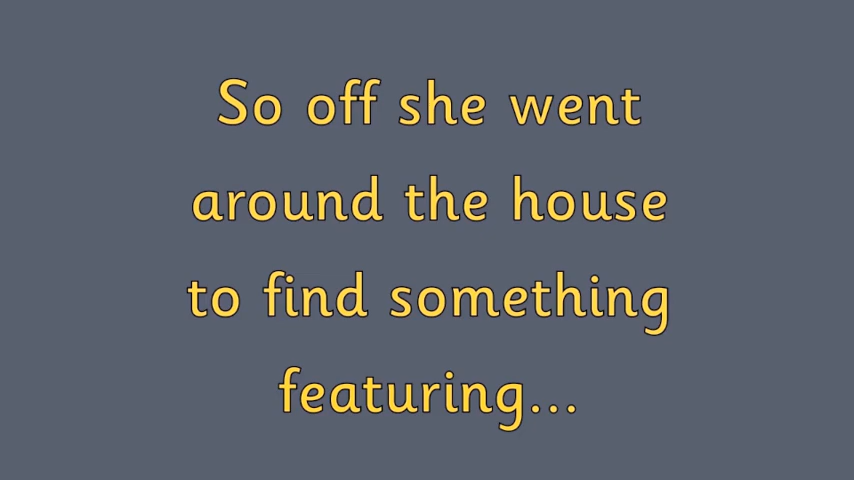 So off she went
around the house
to find something
featuring...